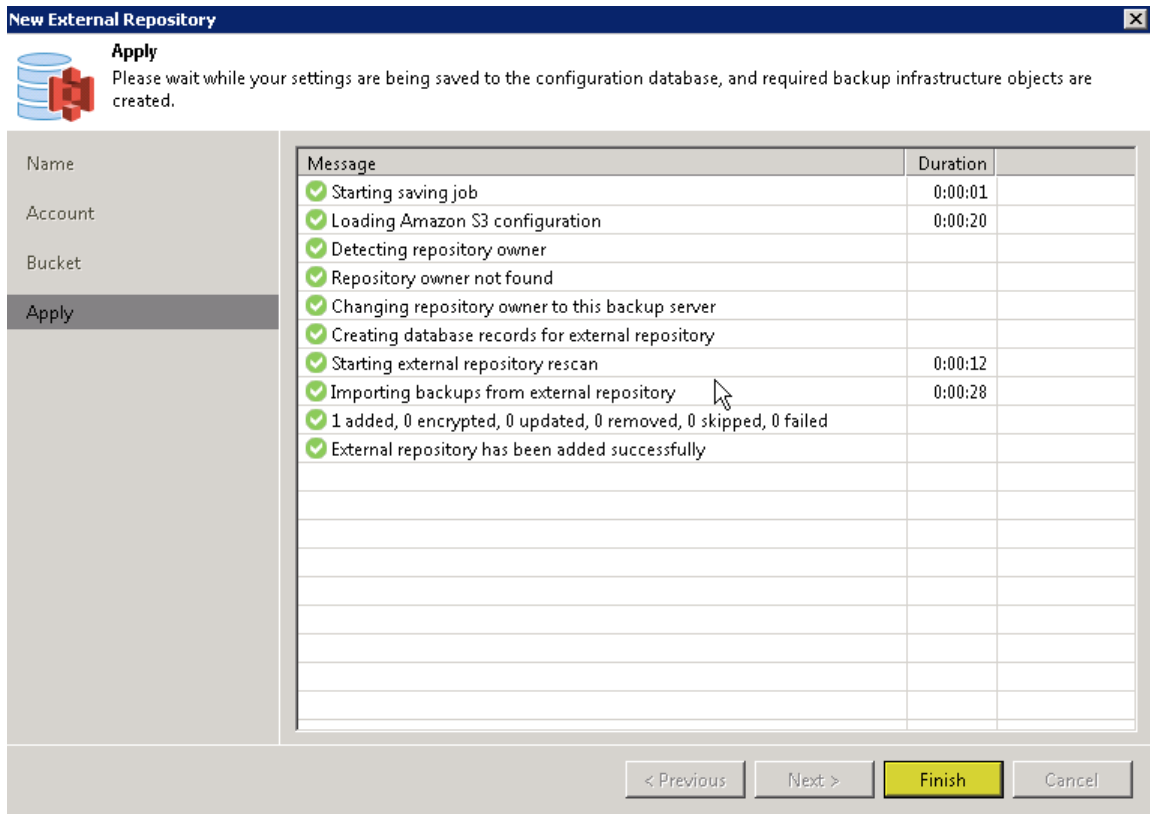 New External Repository
Apply
Please wait while your settings are being saved to the configuration database, and required backup infrastructure objects are
created.
Name
Account
Bucket
Apply
Message Duration
Starting saving job 0:00:01
Loading Amazon S3 configuration 0:00:20
Detecting repository owner
Repository owner not found
Changing repository owner to this backup server
Creating database records for external repository
Starting external repository rescan 0:00:12
Importing backups from external repository 0:00:28
1 added, 0 encrypted, 0 updated, 0 removed, 0 skipped, 0 failed
External repository has been added successfully
< Previous Next > Finish Cancel